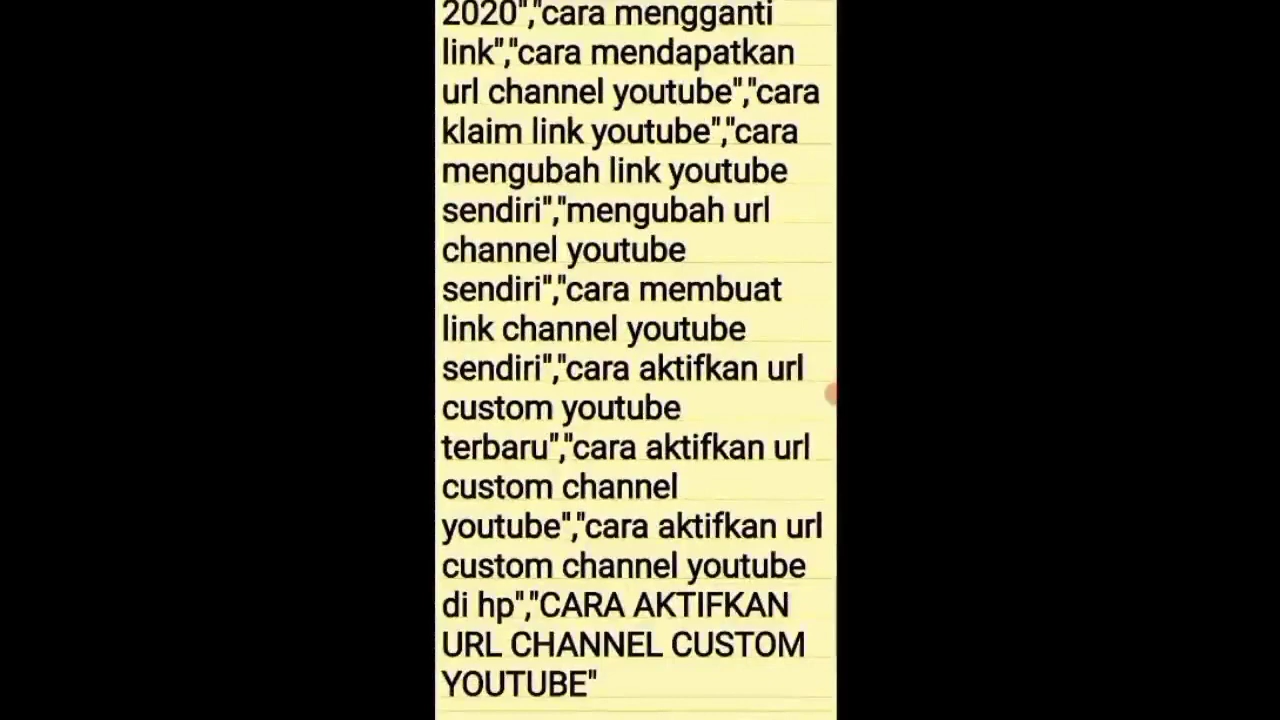 2020","cara mengganti
link","cara mendapatkan
url channel youtube","cara
klaim link youtube","cara
mengubah link youtube
sendiri","mengubah url
channel youtube
sendiri","cara membuat
link channel youtube
sendiri","cara aktifkan url
custom youtube
terbaru","cara aktifkan url
custom channel
youtube","cara aktifkan url
custom channel youtube
di hp","CARA AKTIFKAN
URL CHANNEL CUSTOM
YOUTUBE"